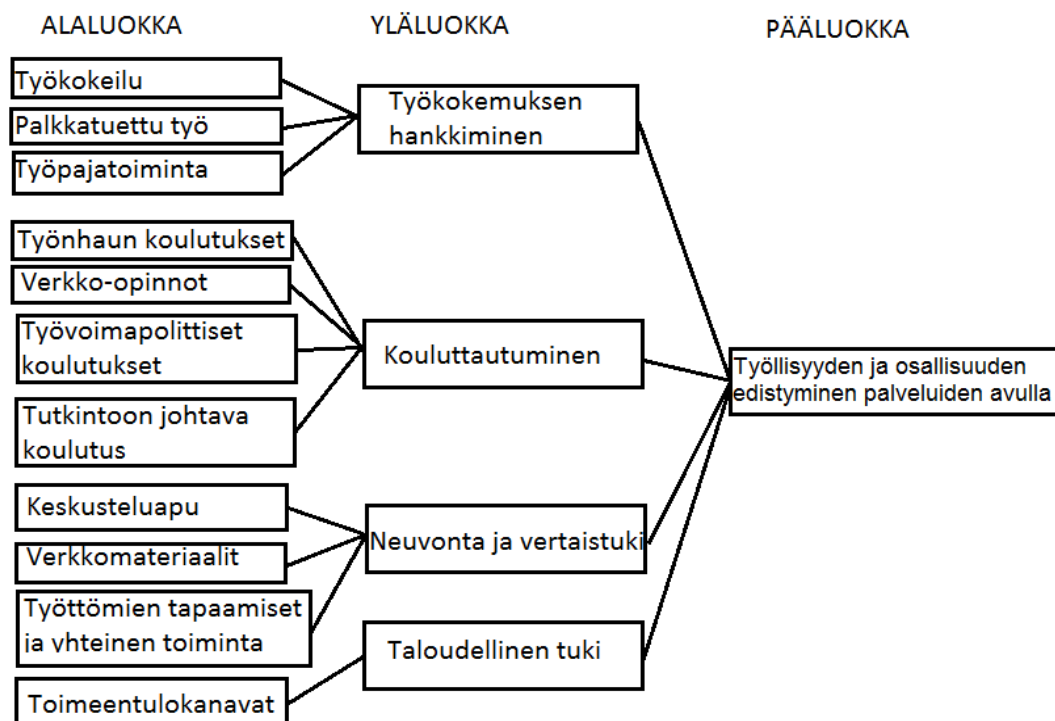 ALALUOKKA
YLÄLUOKKA
PÄÄLUOKKA
Työkokeilu
Palkkatuettu työ
Työpajatoiminta
Työkokemuksen
hankkiminen
Työnhaun koulutukset
Verkko-opinnot
Työvoimapolittiset
koulutukset
Tutkintoon johtava
koulutus
Kouluttautuminen
Keskusteluapu
Verkkomateriaalit
Työttömien tapaamiset
ja yhteinen toiminta
Neuvonta ja vertaistuki
Toimeentulokanavat
Taloudellinen tuki
Työllisyyden ja osallisuuden
edistyminen palveluiden avulla